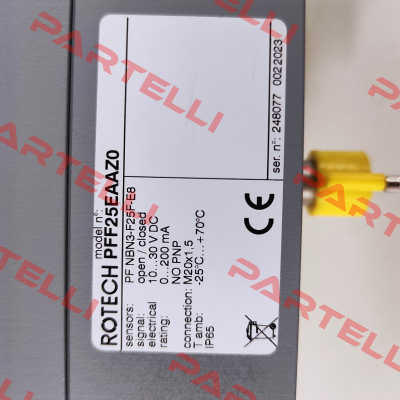 model n°:
ROTECH PFF25EAAZ0
sensors: PF NBN3-F25F-E8
signal: open / closed
electrical 10...30 V DC
rating: 0...200 mA
NO PNP
connection: M20x1.5
T amb: -25°C...+70°C
IP65
CE
ser. n°: 248077 0022023
PARTELLI
PARTELLI
PARTELLI
PARTELLI
PARTELLI